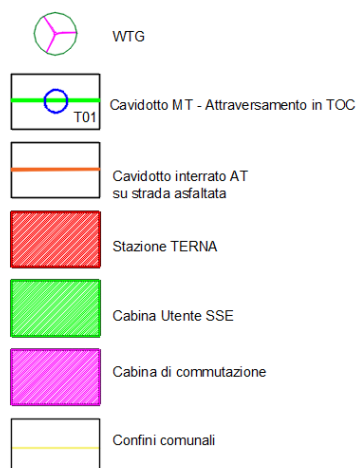 WTG
T01
Cavidotto MT - Attraversamento in TOC
Cavidotto interrato AT
su strada asfaltata
Stazione TERNA
Cabina Utente SSE
Cabina di commutazione
Confini comunali